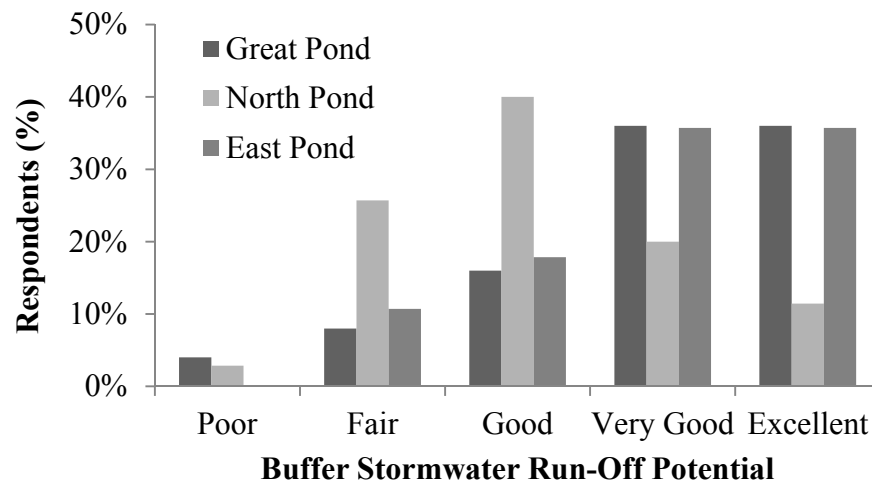 50%
40%
30%
20%
10%
0%
Respondents (%)
Great Pond
North Pond
East Pond
Poor Fair Good Very Good Excellent
Buffer Stormwater Run-Off Potential